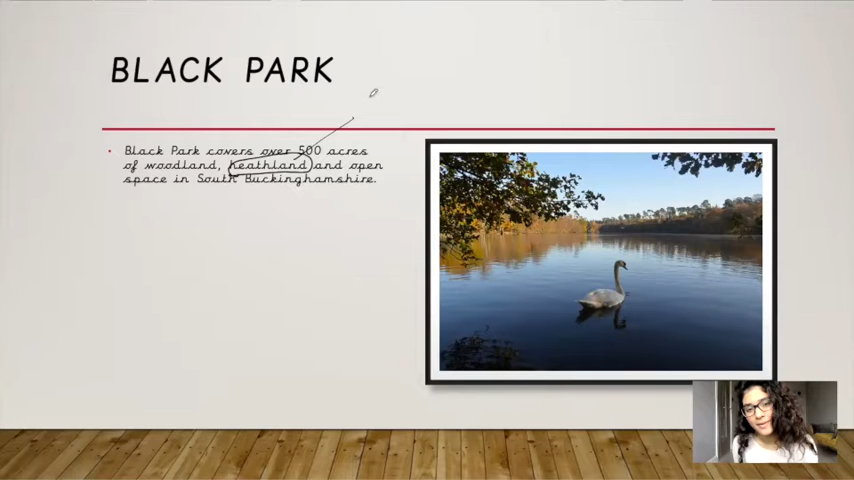 BLACK PARK
Black Park covers over 500 acres
of woodland, heathland and open
space in South Buckinghamshire.